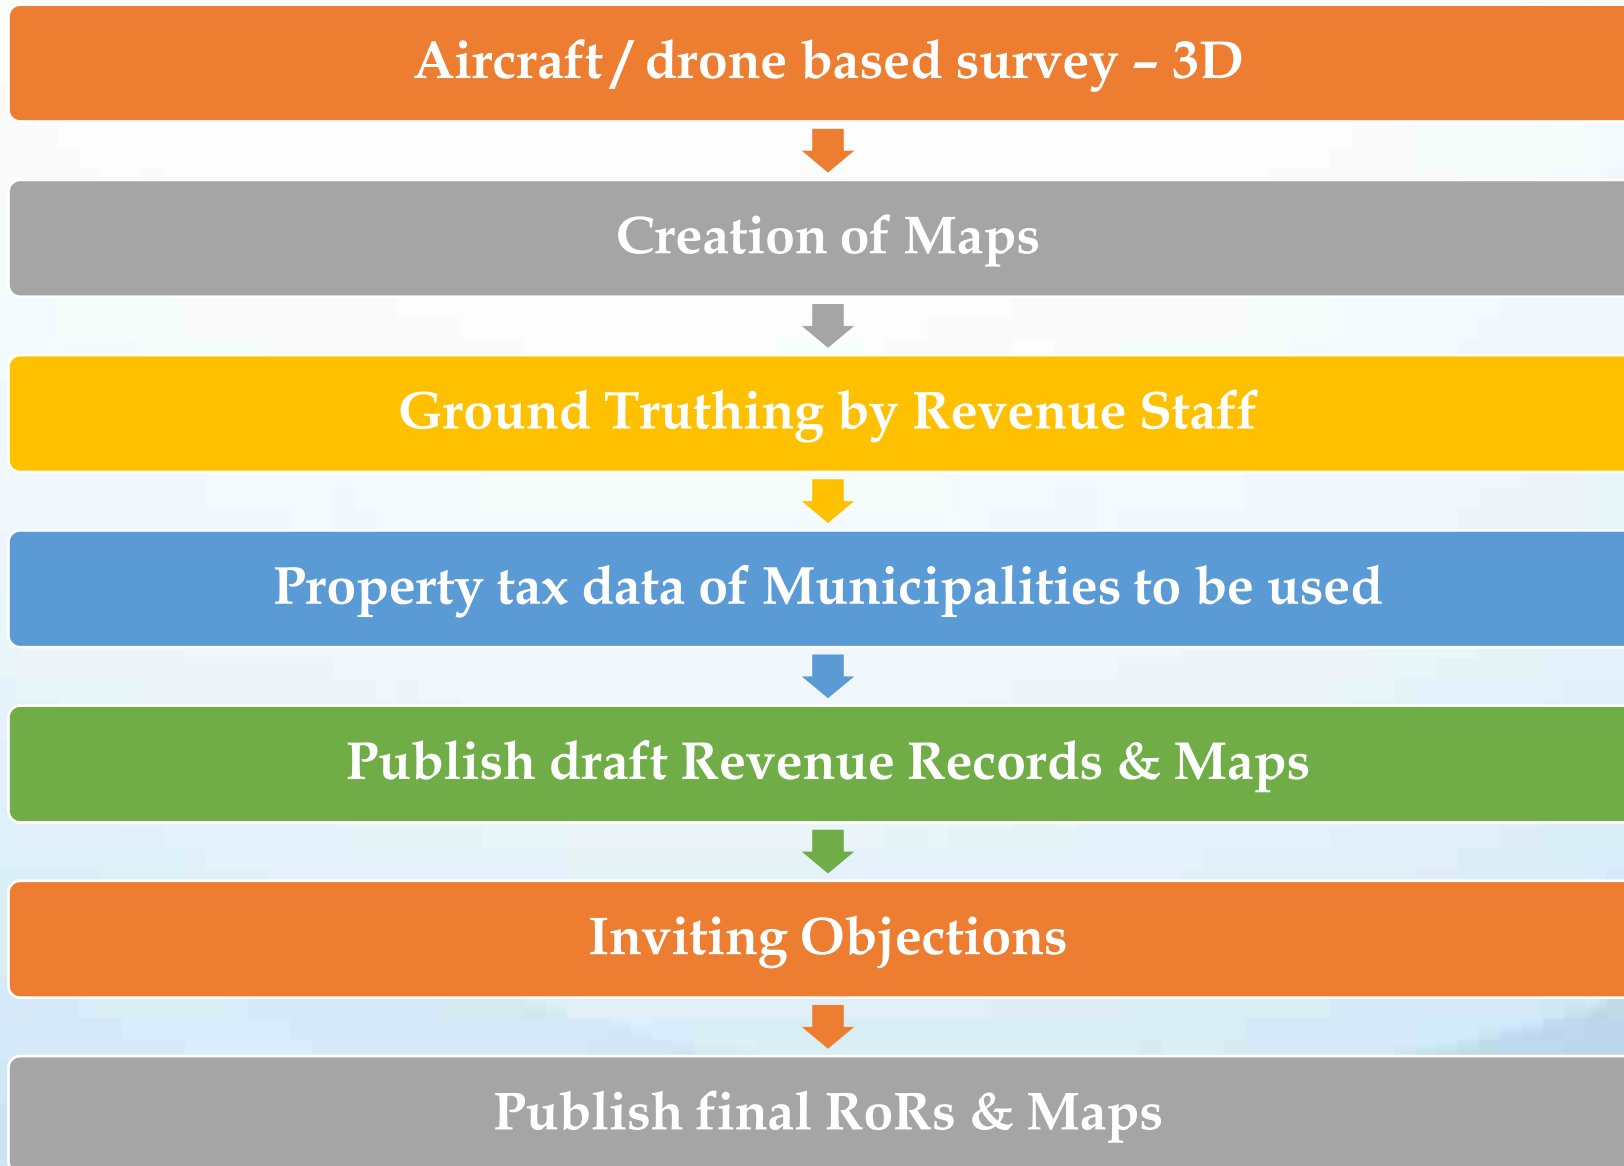 Aircraft / drone based survey – 3D
Creation of Maps
Ground Truthing by Revenue Staff
Property tax data of Municipalities to be used
Publish draft Revenue Records & Maps
Inviting Objections
Publish final RoRs & Maps